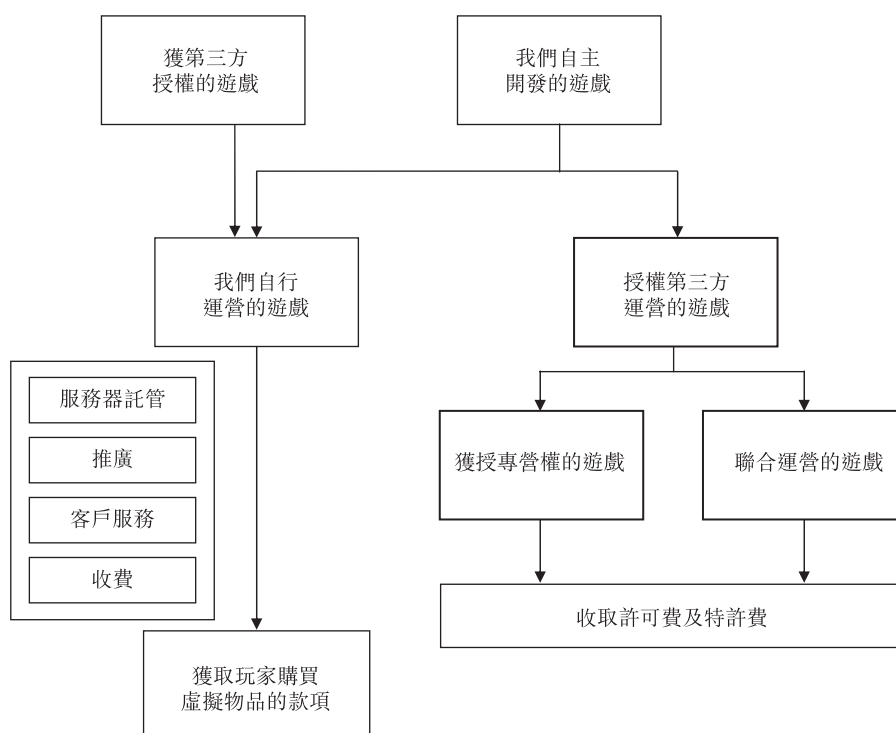 獲第三方
授權的遊戲
我們自主
開發的遊戲
我們自行
運營的遊戲
授權第三方
運營的遊戲
服務器託管
推廣
客戶服務
收費
獲授專營權的遊戲
聯合運營的遊戲
收取許可費及特許費
獲取玩家購買
虛擬物品的款項